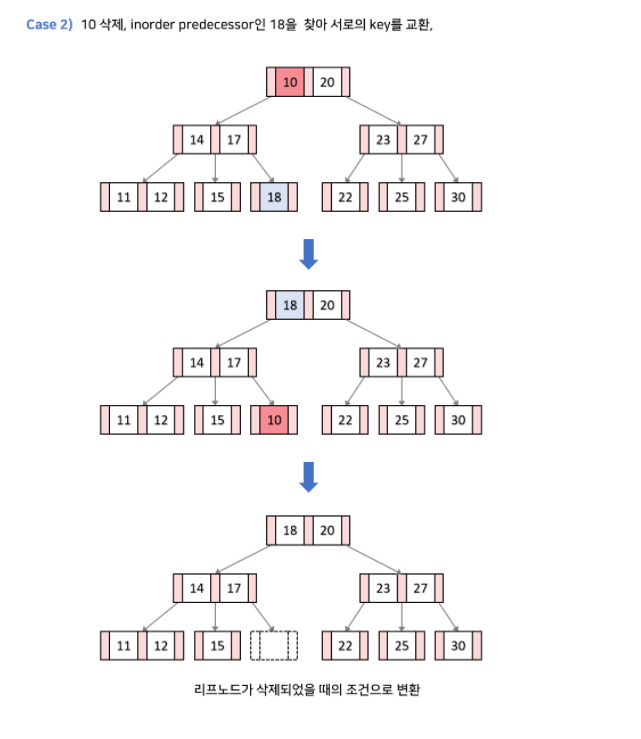 Case 2) 10 삭제, inorder predecessor인 18을 찾아 서로의 key를 교환,
10 20
14 17 23 27
11 12 15 18 22 25 30
18 20
14 17 23 27
11 12 15 10 22 25 30
18 20
14 17 23 27
11 12 15 22 25 30
리프노드가 삭제되었을 때의 조건으로 변환